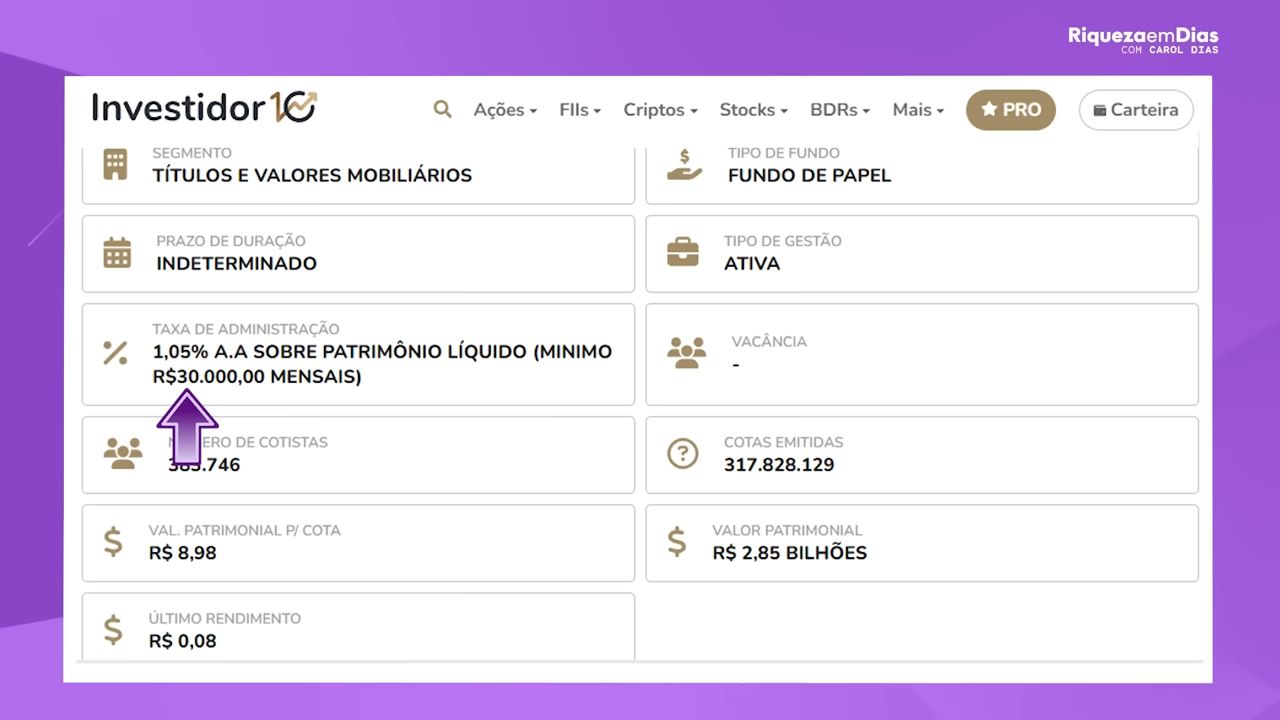 RiquezaemDias
COM CAROL DIAS
Investidor10
Ações
FIIs
Criptos
Stocks
BDRs
Mais
PRO
Carteira
SEGMENTO
TÍTULOS E VALORES MOBILIÁRIOS
TIPO DE FUNDO
FUNDO DE PAPEL
PRAZO DE DURAÇÃO
INDETERMINADO
TIPO DE GESTÃO
ATIVA
TAXA DE ADMINISTRAÇÃO
1,05% A.A SOBRE PATRIMÔNIO LÍQUIDO (MINIMO
R$30.000,00 MENSAIS)
VACÂNCIA
-
DE COTISTAS
COTAS EMITIDAS
317.828.129
VAL. PATRIMONIAL P/ COTA
R$ 8,98
VALOR PATRIMONIAL
R$ 2,85 BILHÕES
ÚLTIMO RENDIMENTO
R$ 0,08